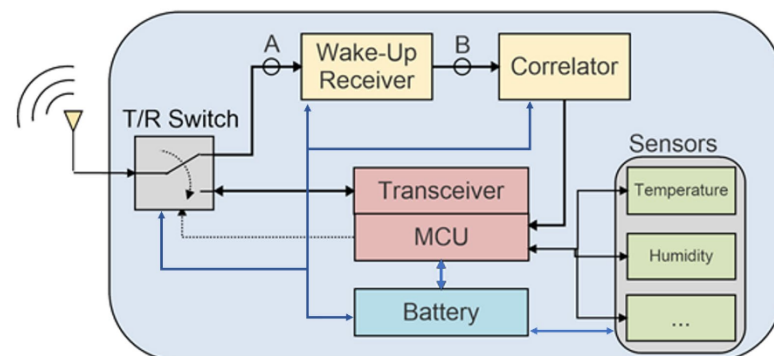 A
Wake-Up
Receiver
B
Correlator
T/R Switch
Sensors
Transceiver
Temperature
MCU
Humidity
Battery
...